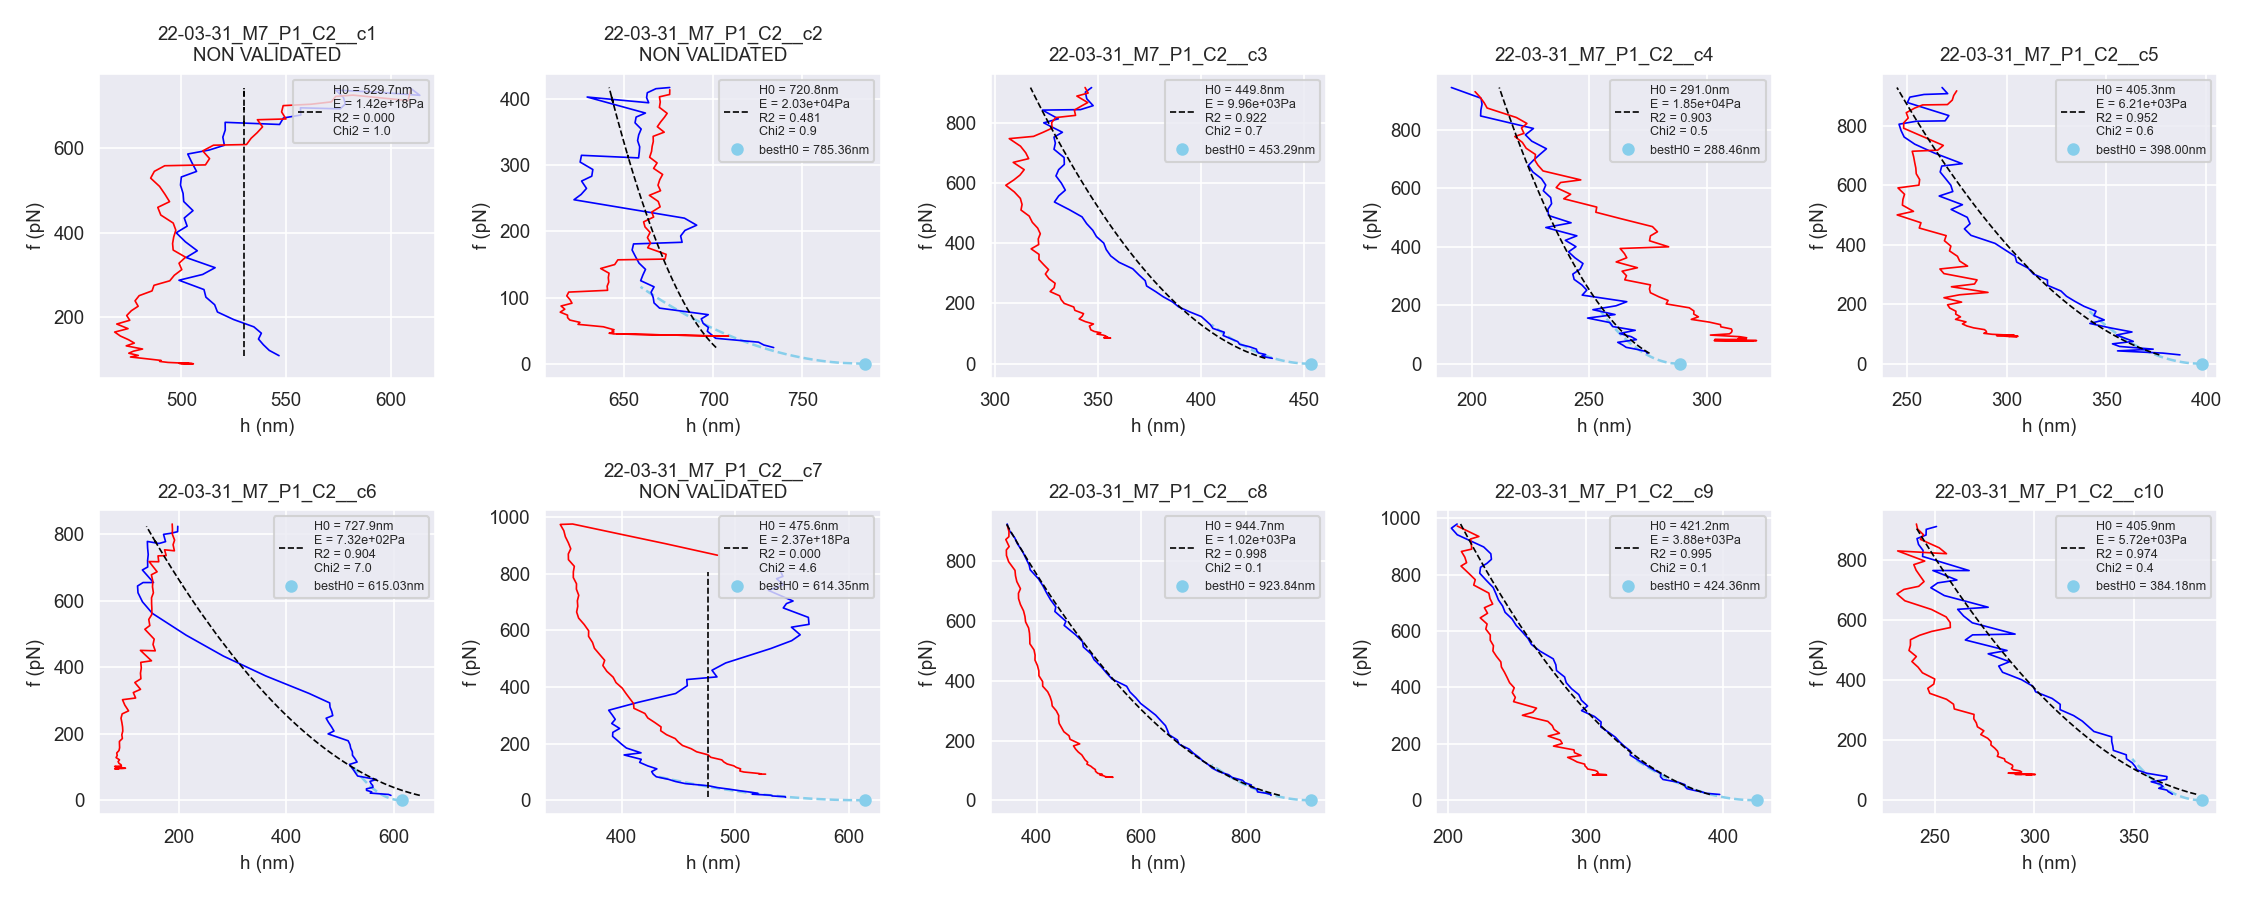 22-03-31_M7_P1_C2__c1
NON VALIDATED
H0 = 529.7nm
E = 1.42e+18Pa
R2 = 0.000
Chi2 = 1.0
600
400
200
f (pN)
500
550
600
h (nm)
22-03-31_M7_P1_C2__c2
NON VALIDATED
H0 = 720.8nm
E = 2.03e+04Pa
R2 = 0.481
Chi2 = 0.9
bestH0 = 785.36nm
400
300
200
100
0
f (pN)
650
700
750
h (nm)
22-03-31_M7_P1_C2__c3
H0 = 449.8nm
E = 9.96e+03Pa
R2 = 0.922
Chi2 = 0.7
bestH0 = 453.29nm
800
600
400
200
0
f (pN)
300
350
400
450
h (nm)
22-03-31_M7_P1_C2__c4
H0 = 291.0nm
E = 1.85e+04Pa
R2 = 0.903
Chi2 = 0.5
bestH0 = 288.46nm
800
600
400
200
0
f (pN)
200
250
300
h (nm)
22-03-31_M7_P1_C2__c5
H0 = 405.3nm
E = 6.21e+03Pa
R2 = 0.952
Chi2 = 0.6
bestH0 = 398.00nm
800
600
400
200
0
f (pN)
250
300
350
400
h (nm)
22-03-31_M7_P1_C2__c6
H0 = 727.9nm
E = 7.32e+02Pa
R2 = 0.904
Chi2 = 7.0
bestH0 = 615.03nm
800
600
400
200
0
f (pN)
200
400
600
h (nm)
22-03-31_M7_P1_C2__c7
NON VALIDATED
H0 = 475.6nm
E = 2.37e+18Pa
R2 = 0.000
Chi2 = 4.6
bestH0 = 614.35nm
1000
800
600
400
200
0
f (pN)
400
500
600
h (nm)
22-03-31_M7_P1_C2__c8
H0 = 944.7nm
E = 1.02e+03Pa
R2 = 0.998
Chi2 = 0.1
bestH0 = 923.84nm
800
600
400
200
0
f (pN)
400
600
800
h (nm)
22-03-31_M7_P1_C2__c9
H0 = 421.2nm
E = 3.88e+03Pa
R2 = 0.995
Chi2 = 0.1
bestH0 = 424.36nm
1000
800
600
400
200
0
f (pN)
200
300
400
h (nm)
22-03-31_M7_P1_C2__c10
H0 = 405.9nm
E = 5.72e+03Pa
R2 = 0.974
Chi2 = 0.4
bestH0 = 384.18nm
800
600
400
200
0
f (pN)
250
300
350
h (nm)